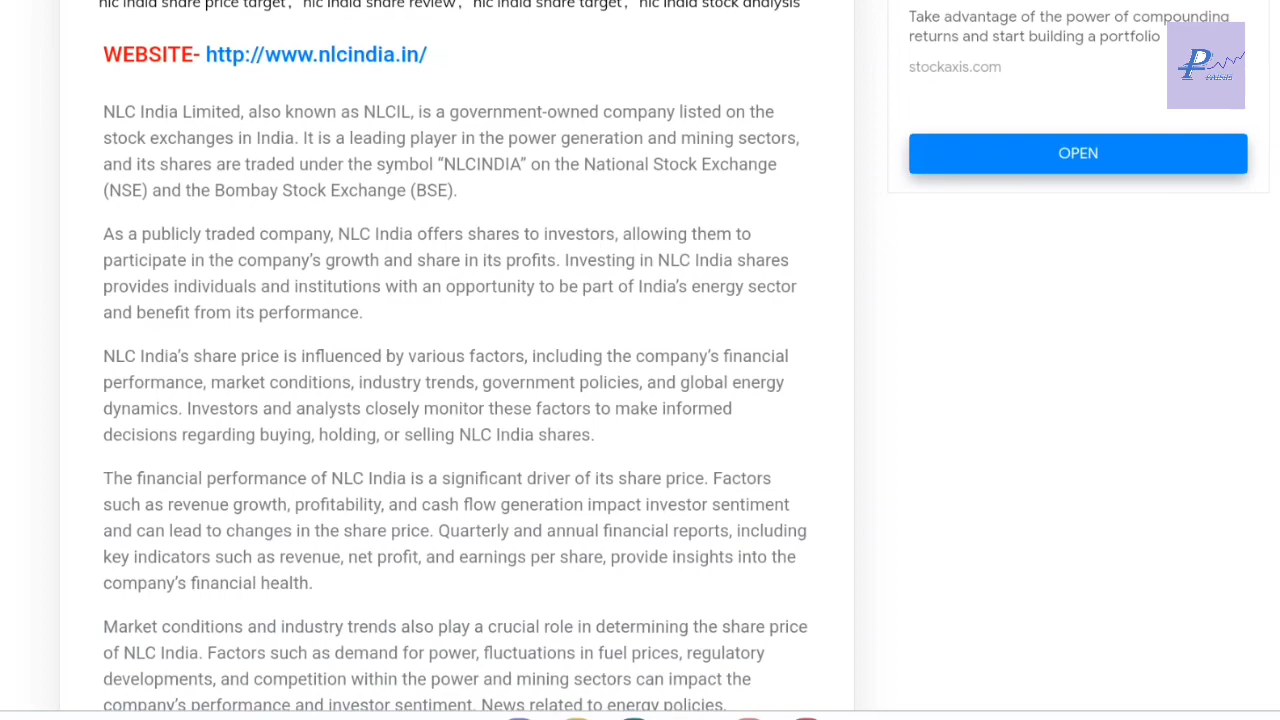 nlc india share price target, nlc india share review, nlc india share target, nlc india stock analysis
WEBSITE- http://www.nlcindia.in/
NLC India Limited, also known as NLCIL, is a government-owned company listed on the
stock exchanges in India. It is a leading player in the power generation and mining sectors,
and its shares are traded under the symbol “NLCINDIA” on the National Stock Exchange
(NSE) and the Bombay Stock Exchange (BSE).
As a publicly traded company, NLC India offers shares to investors, allowing them to
participate in the company’s growth and share in its profits. Investing in NLC India shares
provides individuals and institutions with an opportunity to be part of India’s energy sector
and benefit from its performance.
NLC India’s share price is influenced by various factors, including the company’s financial
performance, market conditions, industry trends, government policies, and global energy
dynamics. Investors and analysts closely monitor these factors to make informed
decisions regarding buying, holding, or selling NLC India shares.
The financial performance of NLC India is a significant driver of its share price. Factors
such as revenue growth, profitability, and cash flow generation impact investor sentiment
and can lead to changes in the share price. Quarterly and annual financial reports, including
key indicators such as revenue, net profit, and earnings per share, provide insights into the
company’s financial health.
Market conditions and industry trends also play a crucial role in determining the share price
of NLC India. Factors such as demand for power, fluctuations in fuel prices, regulatory
developments, and competition within the power and mining sectors can impact the
company’s performance and investor sentiment. News related to energy policies,
Take advantage of the power of compounding
returns and start building a portfolio
stockaxis.com
OPEN